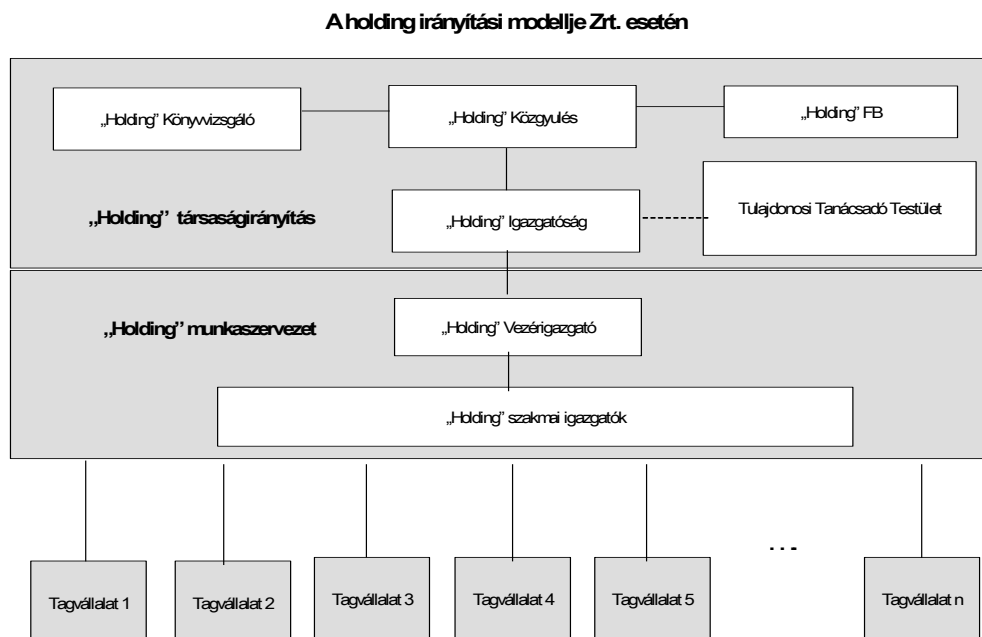 A holding irányítási modellje Zrt. esetén
„Holding” Könyvvizsgáló
„Holding” Közgyulés
„Holding” FB
„Holding” társaságirányítás
„Holding” Igazgatóság
Tulajdonosi Tanácsadó Testület
„Holding” munkaszervezet
„Holding” Vezérigazgató
„Holding” szakmai igazgatók
...
Tagvállalat 1
Tagvállalat 2
Tagvállalat 3
Tagvállalat 4
Tagvállalat 5
Tagvállalat n